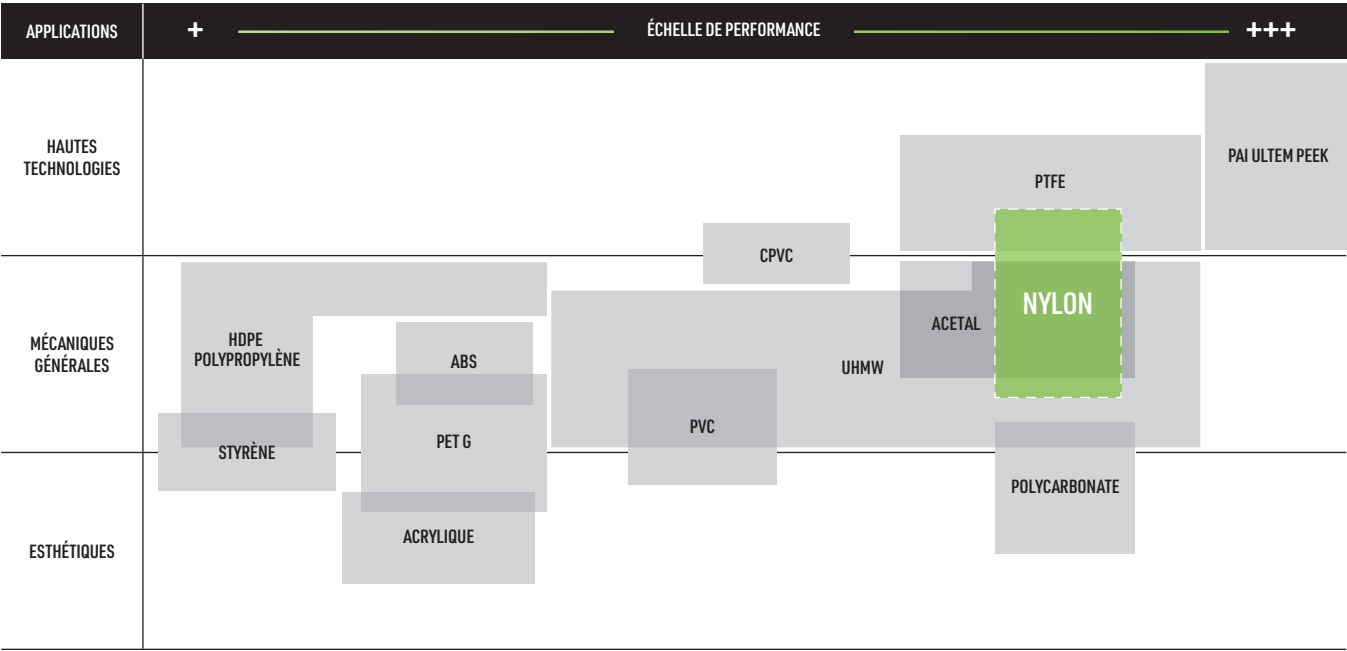 APPLICATIONS
+
ÉCHELLE DE PERFORMANCE
+++
HAUTES
TECHNOLOGIES
PAI ULTEM PEEK
PTFE
CPVC
MÉCANIQUES
GÉNÉRALES
HDPE
POLYPROPYLÈNE
ABS
UHMW
ACETAL
NYLON
PET G
PVC
STYRÈNE
POLYCARBONATE
ESTHÉTIQUES
ACRYLIQUE